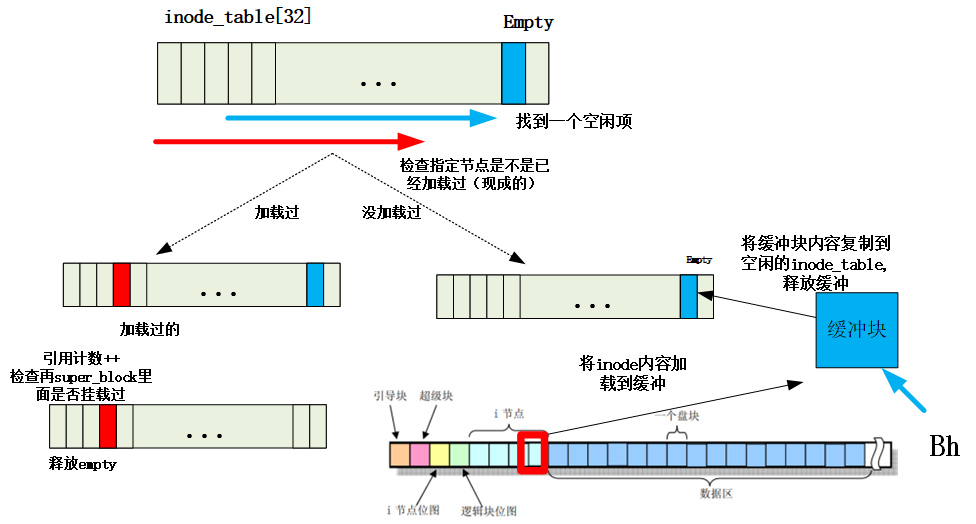 inode_table[32]
Empty
...
找到一个空闲项
检查指定节点是不是已
经加载过（现成的）
加载过
没加载过
...
加载过的
Empty
...
将缓冲块内容复制到
空闲的inode_table,
释放缓冲
缓冲块
引用计数++
检查再super_block里
面是否挂载过
...
释放empty
将inode内容加
载到缓冲
引导块
超级块
i 节点
一个盘块
Bh
i 节点位图
逻辑块位图
数据区